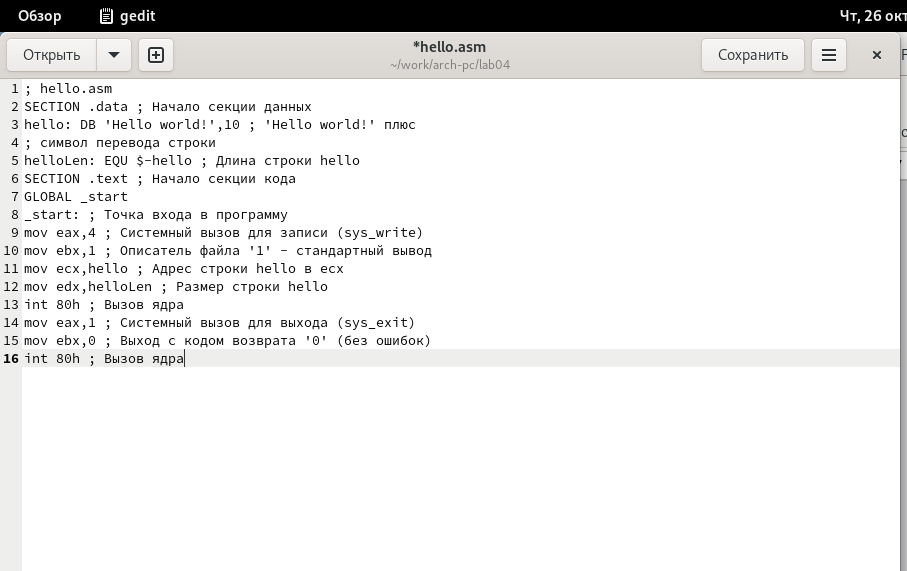 Обзор gedit Чт, 26 окт
Открыть *hello.asm Сохранить
~/work/arch-pc/lab04
1 ; hello.asm
2 SECTION .data ; Начало секции данных
3 hello: DB 'Hello world!',10 ; 'Hello world!' плюс
4 ; символ перевода строки
5 helloLen: EQU $-hello ; Длина строки hello
6 SECTION .text ; Начало секции кода
7 GLOBAL _start
8 _start: ; Точка входа в программу
9 mov eax,4 ; Системный вызов для записи (sys_write)
10 mov ebx,1 ; Описатель файла '1' - стандартный вывод
11 mov ecx,hello ; Адрес строки hello в ecx
12 mov edx,helloLen ; Размер строки hello
13 int 80h ; Вызов ядра
14 mov eax,1 ; Системный вызов для выхода (sys_exit)
15 mov ebx,0 ; Выход с кодом возврата '0' (без ошибок)
16 int 80h ; Вызов ядра